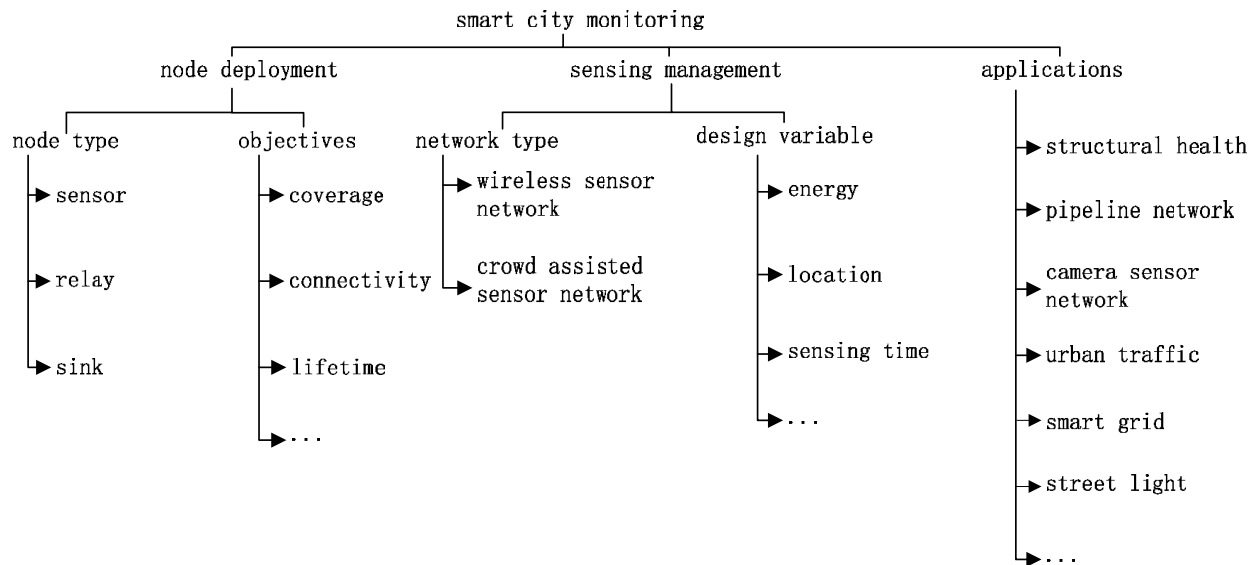 smart city monitoring
node deployment
sensing management
applications
node type
objectives
network type
design variable
sensor
relay
sink
coverage
connectivity
lifetime
...
wireless sensor
network
crowd assisted
sensor network
energy
location
sensing time
...
structural health
pipeline network
camera sensor
network
urban traffic
smart grid
street light
...